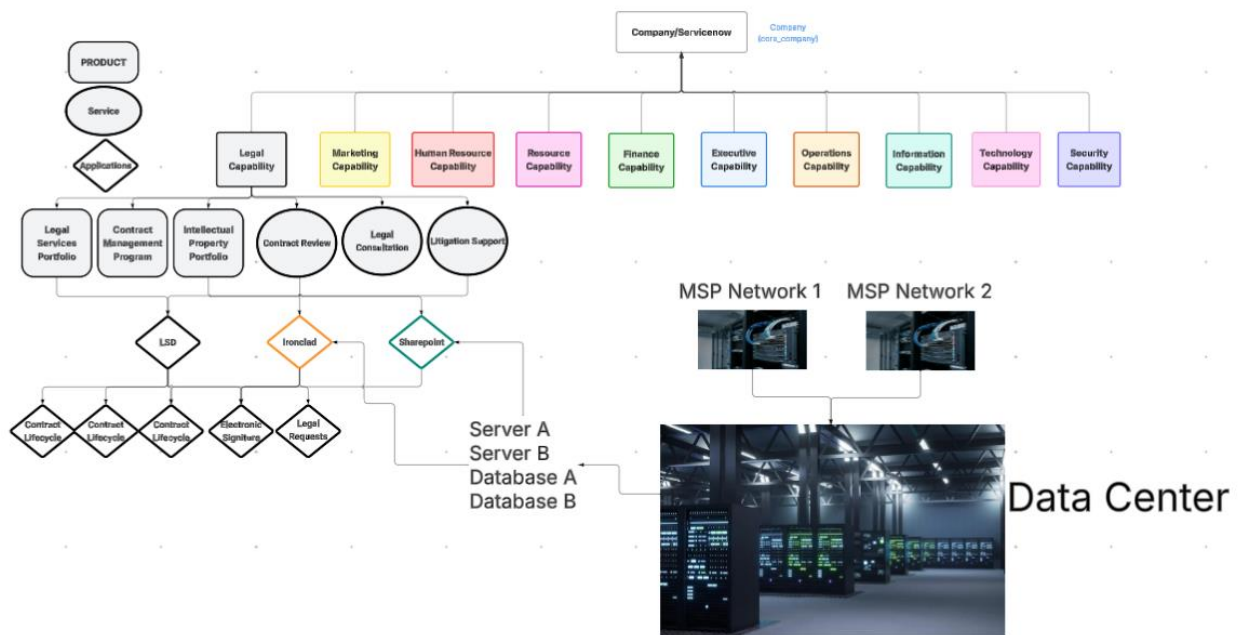 Company/Servicenow
Company
(core_company)
PRODUCT
Service
Applications
Legal
Capability
Marketing
Capability
Human Resource
Capability
Resource
Capability
Finance
Capability
Executive
Capability
Operations
Capability
Information
Capability
Technology
Capability
Security
Capability
Legal
Services
Portfolio
Contract
Management
Program
Intellectual
Property
Portfolio
Contract Review
Legal
Consultation
Litigation Support
MSP Network 1
MSP Network 2
LSD
Ironclad
Sharepoint
Contract
Lifecycle
Contract
Lifecycle
Contract
Lifecycle
Electronic
Signiture
Legal
Requests
Server A
Server B
Database A
Database B
Data Center